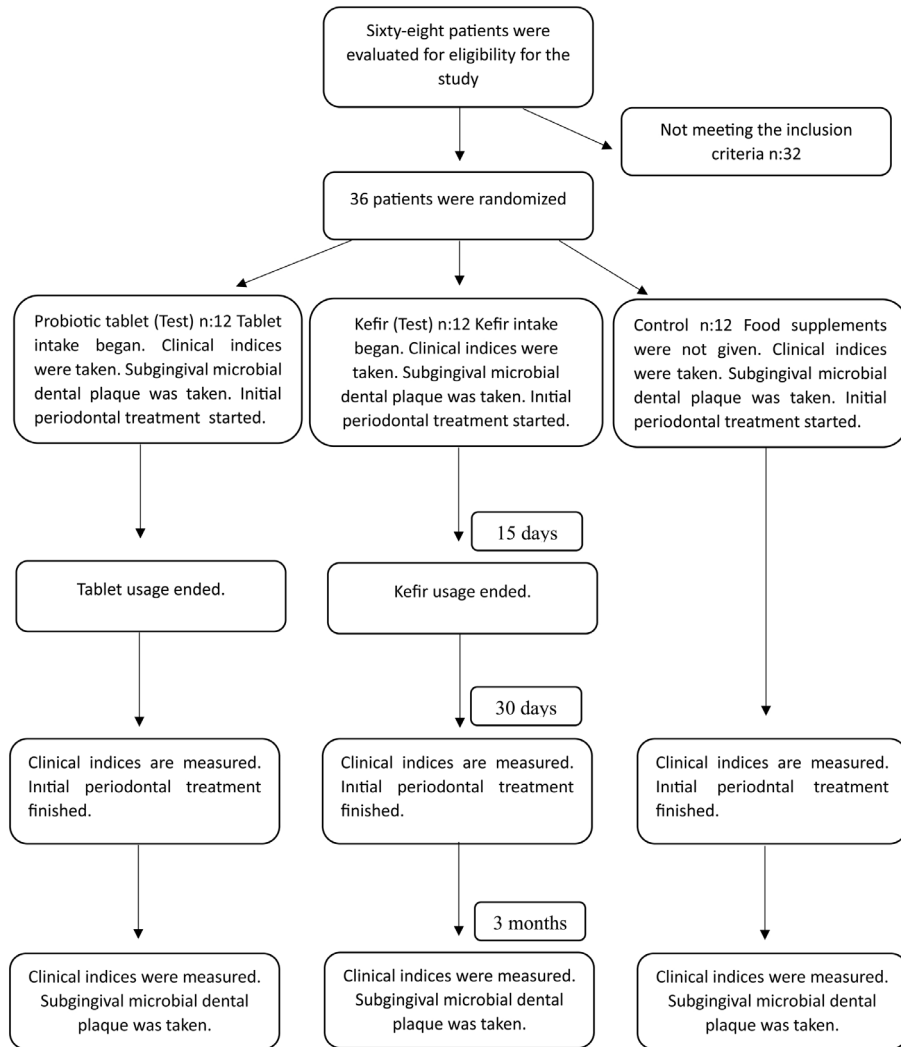 Sixty-eight patients were
evaluated for eligibility for the
study
Not meeting the inclusion
criteria n:32
36 patients were randomized
Probiotic tablet (Test) n:12 Tablet
intake began. Clinical indices
were taken. Subgingival microbial
dental plaque was taken. Initial
periodontal treatment started.
Kefir (Test) n:12 Kefir intake
began. Clinical indices were
taken. Subgingival microbial
dental plaque was taken. Initial
periodontal treatment started.
Control n:12 Food supplements
were not given. Clinical indices
were taken. Subgingival microbial
dental plaque was taken. Initial
periodontal treatment started.
15 days
Tablet usage ended.
Kefir usage ended.
30 days
Clinical indices are measured.
Initial periodontal treatment
finished.
Clinical indices are measured.
Initial periodontal treatment
finished.
Clinical indices are measured.
Initial periodntal treatment
finished.
3 months
Clinical indices were measured.
Subgingival microbial dental
plaque was taken.
Clinical indices were measured.
Subgingival microbial dental
plaque was taken.
Clinical indices were measured.
Subgingival microbial dental
plaque was taken.